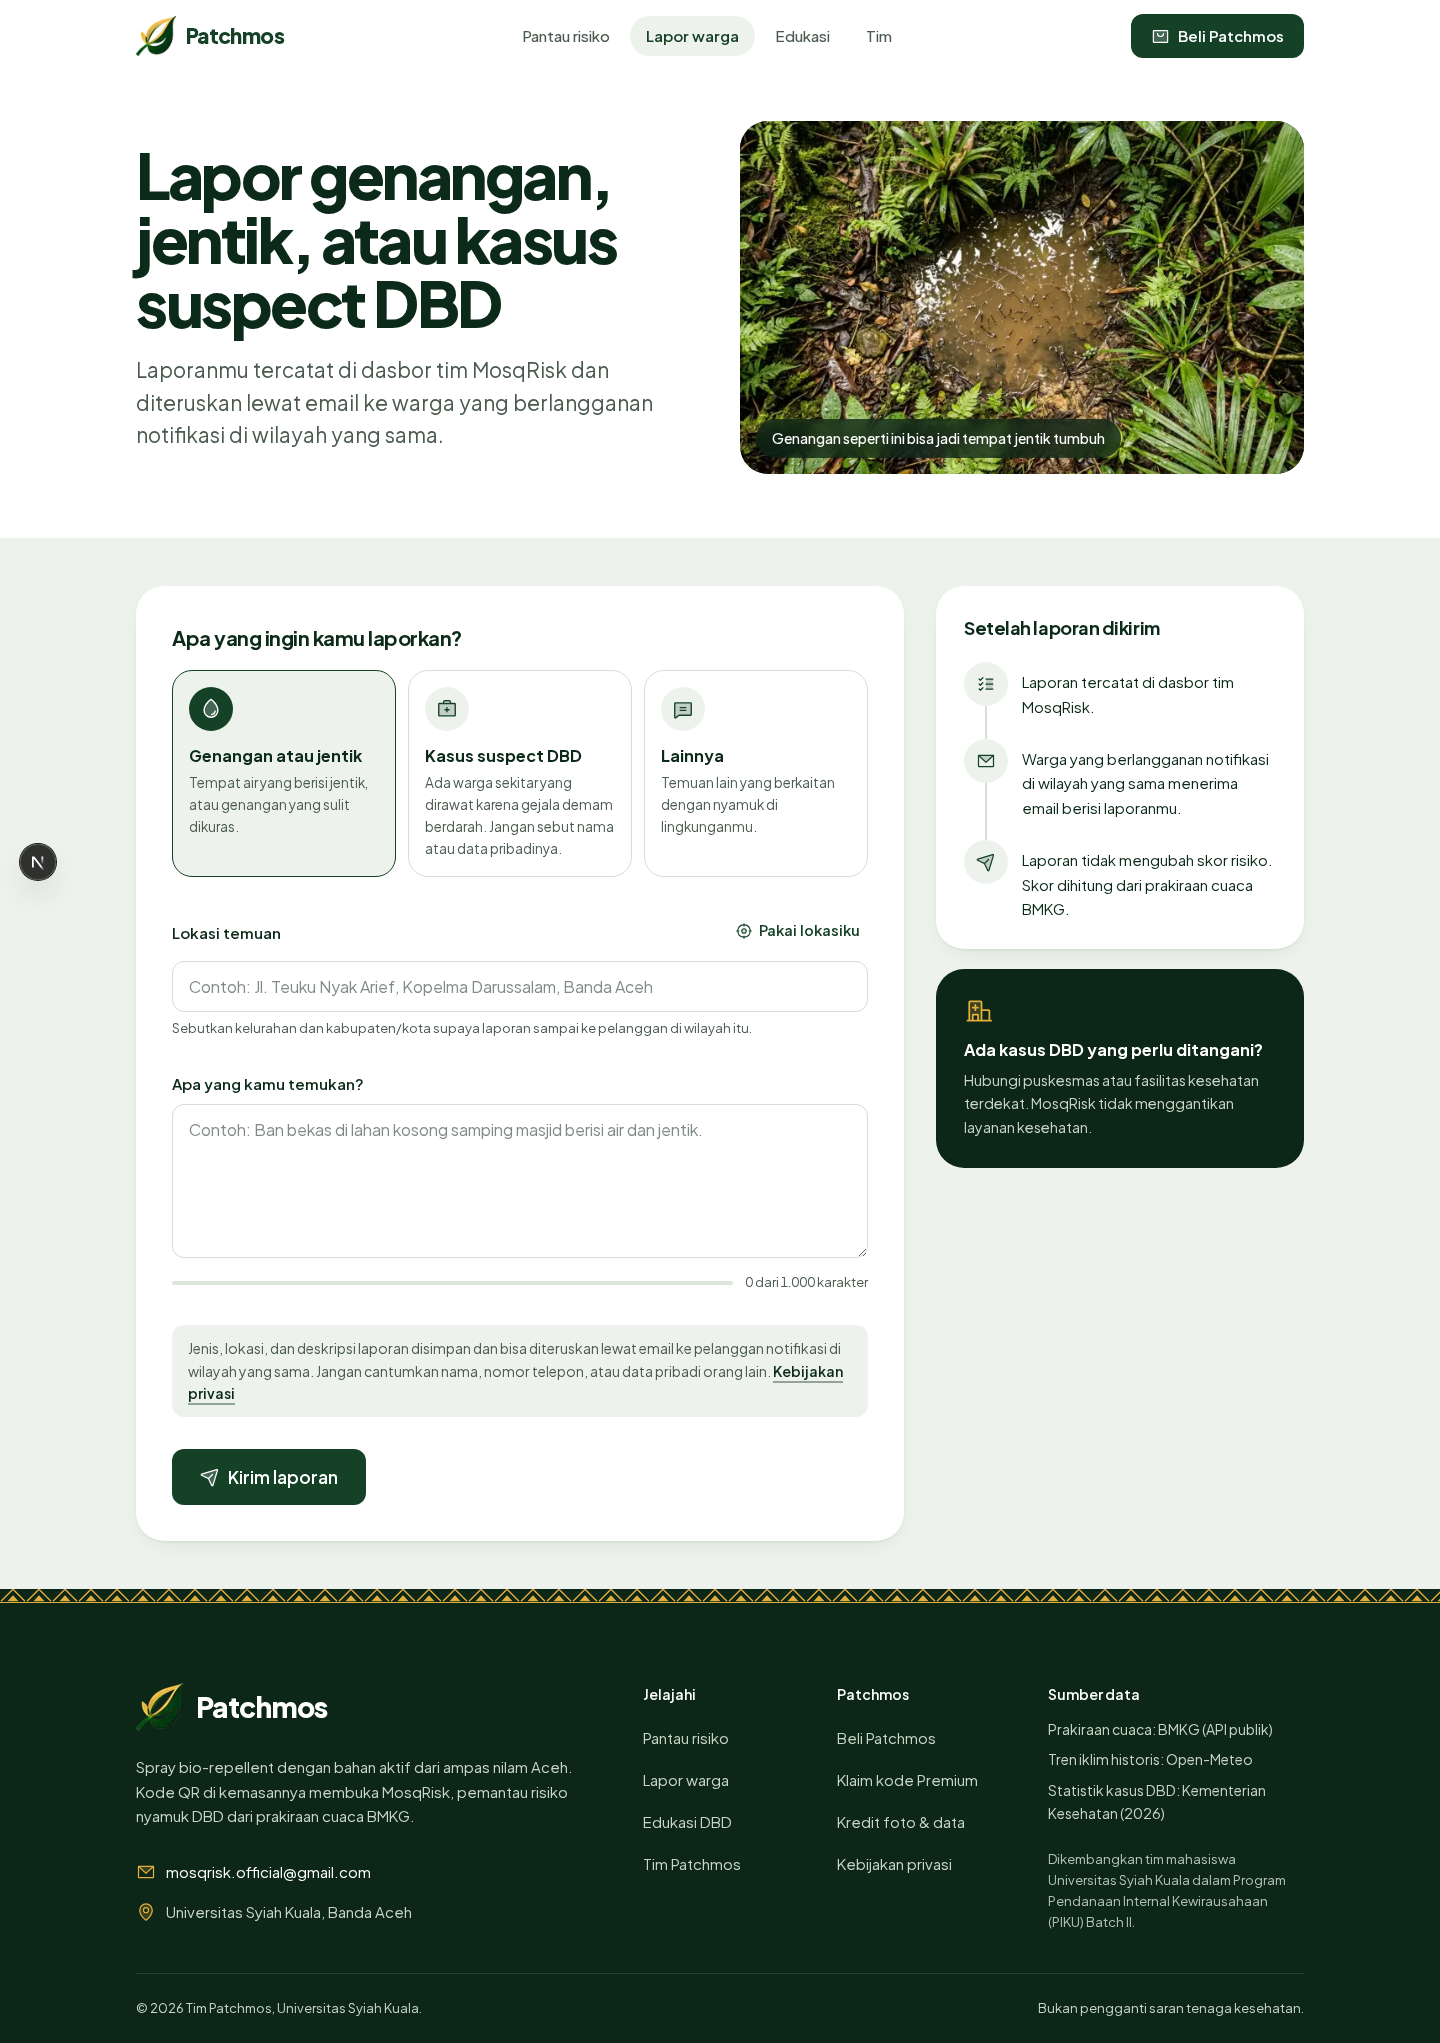 Patchmos
Pantau risiko
Lapor warga
Edukasi
Tim
Beli Patchmos
Lapor genangan,
jentik, atau kasus
suspect DBD
Laporanmu tercatat di dasbor tim MosqRisk dan
diteruskan lewat email ke warga yang berlangganan
notifikasi di wilayah yang sama.
Genangan seperti ini bisa jadi tempat jentik tumbuh
Apa yang ingin kamu laporkan?
Genangan atau jentik
Tempat air yang berisi jentik,
atau genangan yang sulit
dikuras.
Kasus suspect DBD
Ada warga sekitar yang
dirawat karena gejala demam
berdarah. Jangan sebut nama
atau data pribadinya.
Lainnya
Temuan lain yang berkaitan
dengan nyamuk di
lingkunganmu.
Lokasi temuan
Pakai lokasiku
Contoh: Jl. Teuku Nyak Arief, Kopelma Darussalam, Banda Aceh
Sebutkan kelurahan dan kabupaten/kota supaya laporan sampai ke pelanggan di wilayah itu.
Apa yang kamu temukan?
Contoh: Ban bekas di lahan kosong samping masjid berisi air dan jentik.
0 dari 1.000 karakter
Jenis, lokasi, dan deskripsi laporan disimpan dan bisa diteruskan lewat email ke pelanggan notifikasi di
wilayah yang sama. Jangan cantumkan nama, nomor telepon, atau data pribadi orang lain. Kebijakan
privasi
Kirim laporan
Setelah laporan dikirim
Laporan tercatat di dasbor tim
MosqRisk.
Warga yang berlangganan notifikasi
di wilayah yang sama menerima
email berisi laporanmu.
Laporan tidak mengubah skor risiko.
Skor dihitung dari prakiraan cuaca
BMKG.
Ada kasus DBD yang perlu ditangani?
Hubungi puskesmas atau fasilitas kesehatan
terdekat. MosqRisk tidak menggantikan
layanan kesehatan.
N
Patchmos
Spray bio-repellent dengan bahan aktif dari ampas nilam Aceh.
Kode QR di kemasannya membuka MosqRisk, pemantau risiko
nyamuk DBD dari prakiraan cuaca BMKG.
mosqrisk.official@gmail.com
Universitas Syiah Kuala, Banda Aceh
Jelajahi
Pantau risiko
Lapor warga
Edukasi DBD
Tim Patchmos
Patchmos
Beli Patchmos
Klaim kode Premium
Kredit foto & data
Kebijakan privasi
Sumber data
Prakiraan cuaca: BMKG (API publik)
Tren iklim historis: Open-Meteo
Statistik kasus DBD: Kementerian
Kesehatan (2026)
Dikembangkan tim mahasiswa
Universitas Syiah Kuala dalam Program
Pendanaan Internal Kewirausahaan
(PIKU) Batch II.
© 2026 Tim Patchmos, Universitas Syiah Kuala.
Bukan pengganti saran tenaga kesehatan.